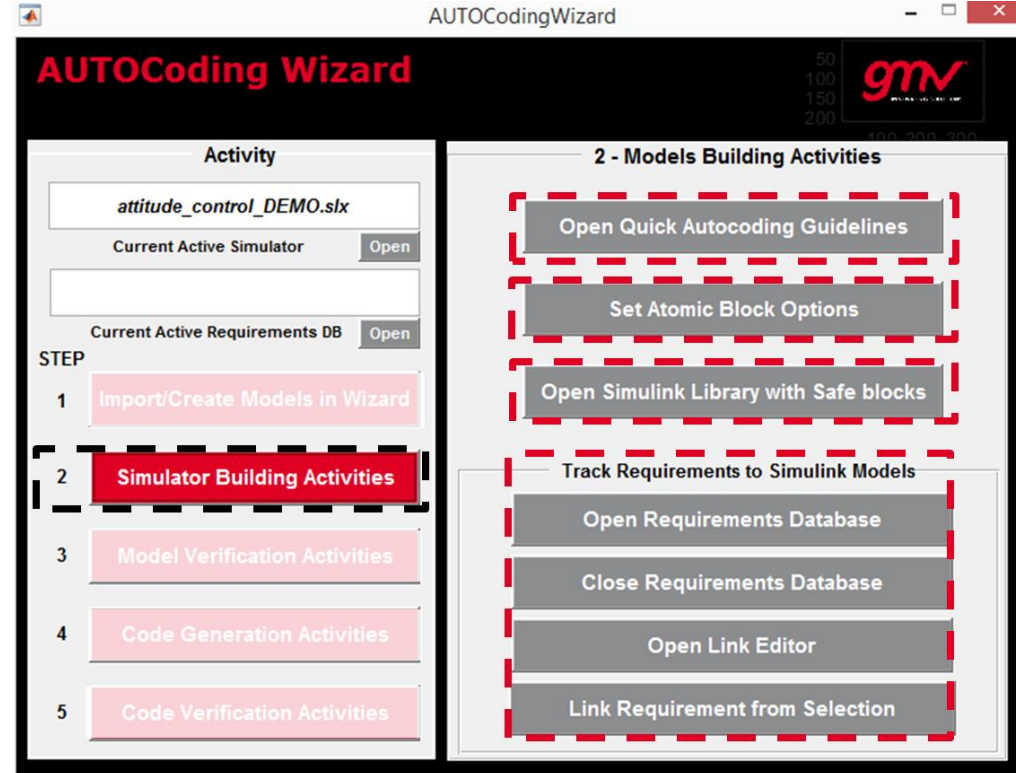 AUTOCodingWizard
AUTOCoding Wizard
50
100
150
200
100 200 300
gmv
Activity
attitude_control_DEMO.slx
Current Active Simulator
Open
Current Active Requirements DB
Open
STEP
1
Import/Create Models in Wizard
2
Simulator Building Activities
3
Model Verification Activities
4
Code Generation Activities
5
Code Verification Activities
2 - Models Building Activities
Open Quick Autocoding Guidelines
Set Atomic Block Options
Open Simulink Library with Safe blocks
Track Requirements to Simulink Models
Open Requirements Database
Close Requirements Database
Open Link Editor
Link Requirement from Selection